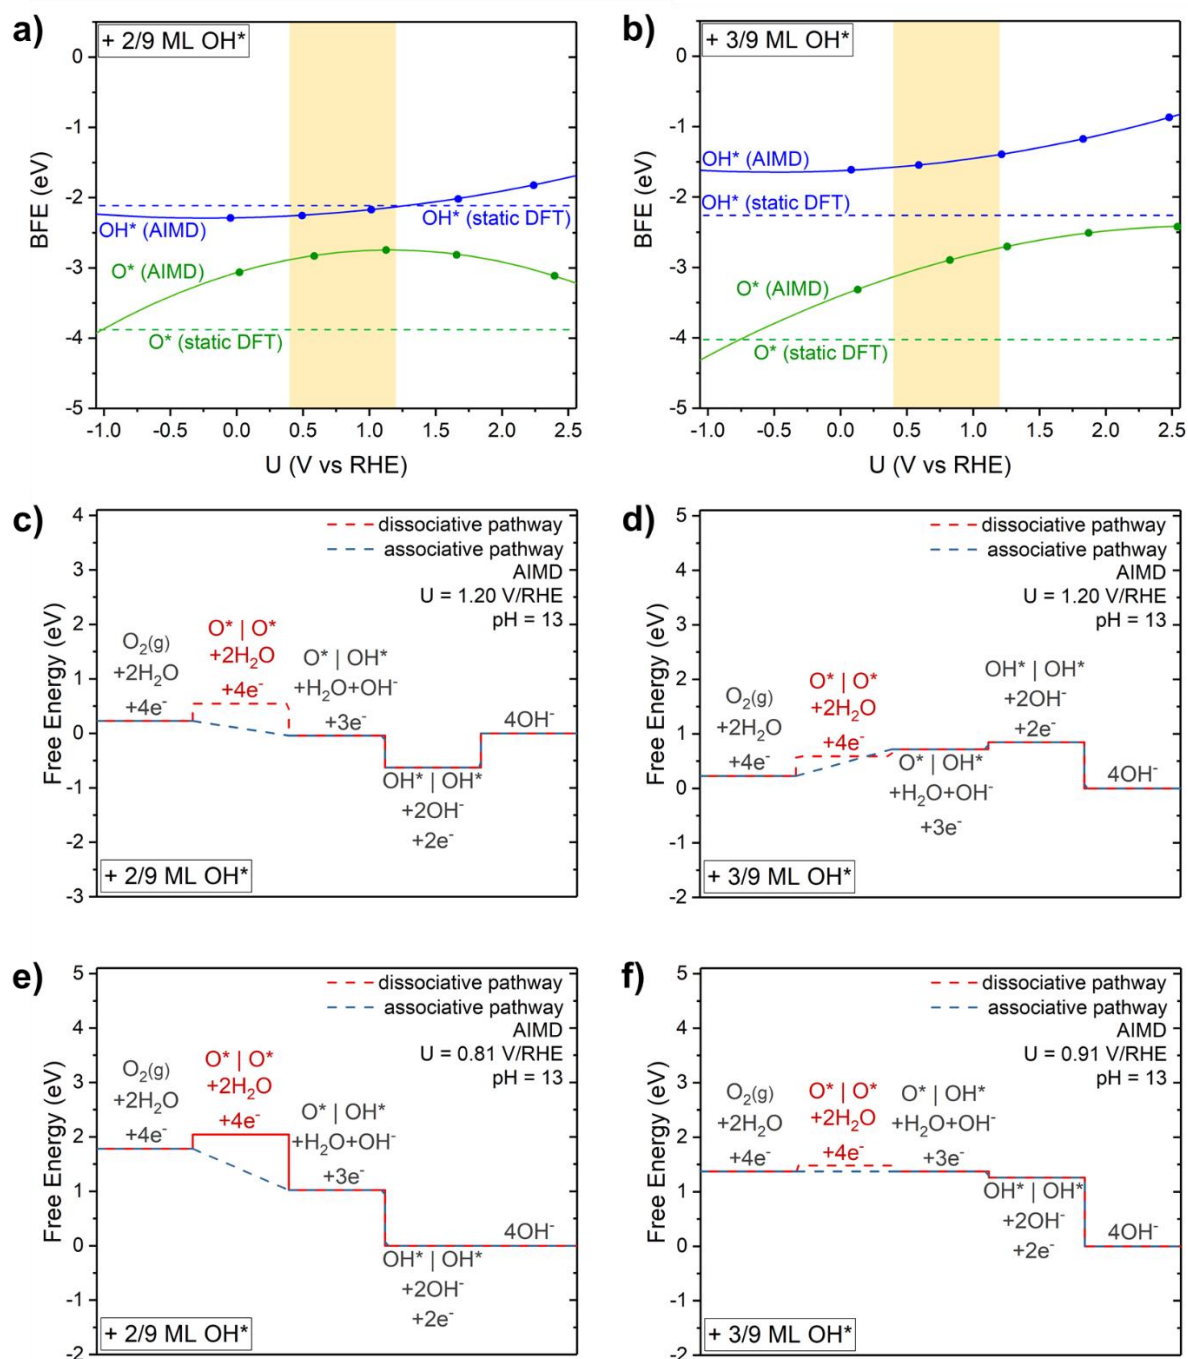 a)
+ 2/9 ML OH*
0
-1
-2
-3
-4
-5
BFE (eV)
OH* (AIMD)
OH* (static DFT)
O* (AIMD)
O* (static DFT)
-1.0 -0.5 0.0 0.5 1.0 1.5 2.0 2.5
U (V vs RHE)
b)
+ 3/9 ML OH*
0
-1
-2
-3
-4
-5
BFE (eV)
OH* (AIMD)
OH* (static DFT)
O* (AIMD)
O* (static DFT)
-1.0 -0.5 0.0 0.5 1.0 1.5 2.0 2.5
U (V vs RHE)
c)
4
3
2
1
0
-1
-2
-3
Free Energy (eV)
dissociative pathway
associative pathway
AIMD
U = 1.20 V/RHE
pH = 13
O₂(g)
+2H₂O
+4e⁻
O* | O*
+2H₂O
+4e⁻
O* | OH*
+H₂O+OH⁻
+3e⁻
OH* | OH*
+2OH⁻
+2e⁻
4OH⁻
+ 2/9 ML OH*
d)
5
4
3
2
1
0
-1
-2
Free Energy (eV)
dissociative pathway
associative pathway
AIMD
U = 1.20 V/RHE
pH = 13
O₂(g)
+2H₂O
+4e⁻
O* | O*
+2H₂O
+4e⁻
O* | OH*
+H₂O+OH⁻
+3e⁻
OH* | OH*
+2OH⁻
+2e⁻
4OH⁻
+ 3/9 ML OH*
e)
5
4
3
2
1
0
-1
-2
Free Energy (eV)
dissociative pathway
associative pathway
AIMD
U = 0.81 V/RHE
pH = 13
O₂(g)
+2H₂O
+4e⁻
O* | O*
+2H₂O
+4e⁻
O* | OH*
+H₂O+OH⁻
+3e⁻
OH* | OH*
+2OH⁻
+2e⁻
4OH⁻
+ 2/9 ML OH*
f)
5
4
3
2
1
0
-1
-2
Free Energy (eV)
dissociative pathway
associative pathway
AIMD
U = 0.91 V/RHE
pH = 13
O₂(g)
+2H₂O
+4e⁻
O* | O*
+2H₂O
+4e⁻
O* | OH*
+H₂O+OH⁻
+3e⁻
OH* | OH*
+2OH⁻
+2e⁻
4OH⁻
+ 3/9 ML OH*